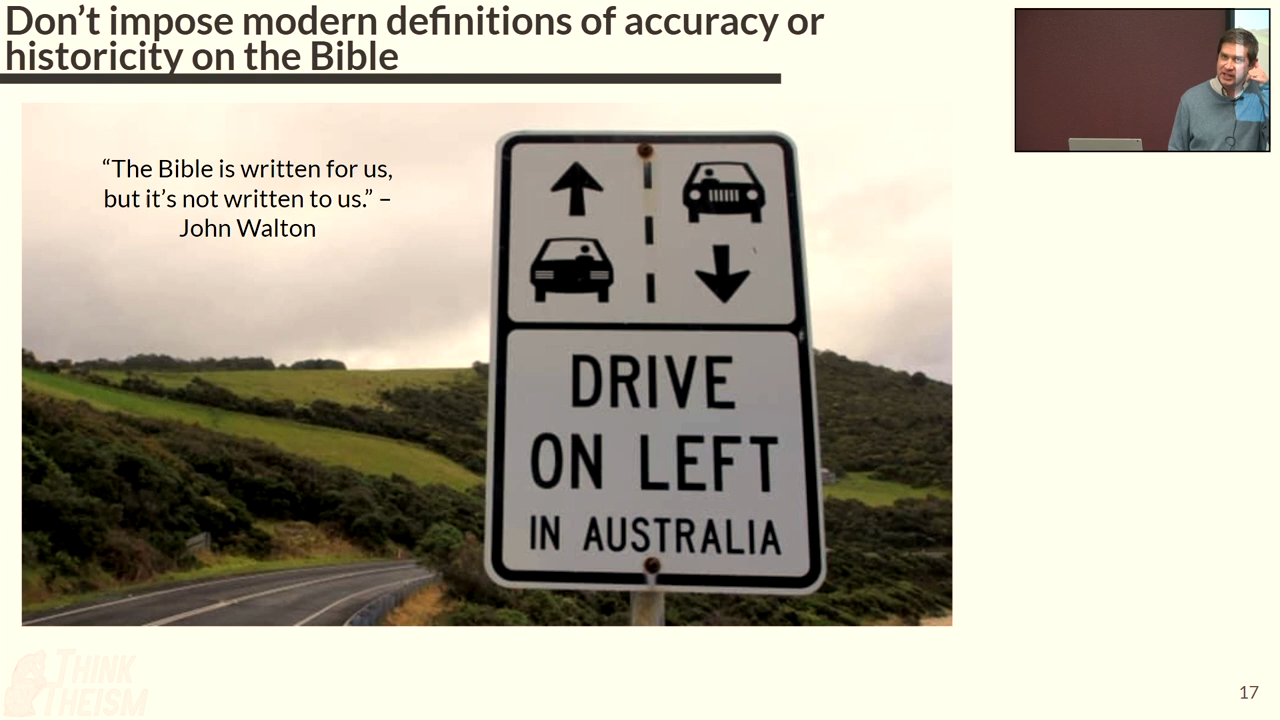 Don’t impose modern definitions of accuracy or
historicity on the Bible
“The Bible is written for us,
but it’s not written to us.” –
John Walton
DRIVE
ON LEFT
IN AUSTRALIA
THINK
THEISM
17